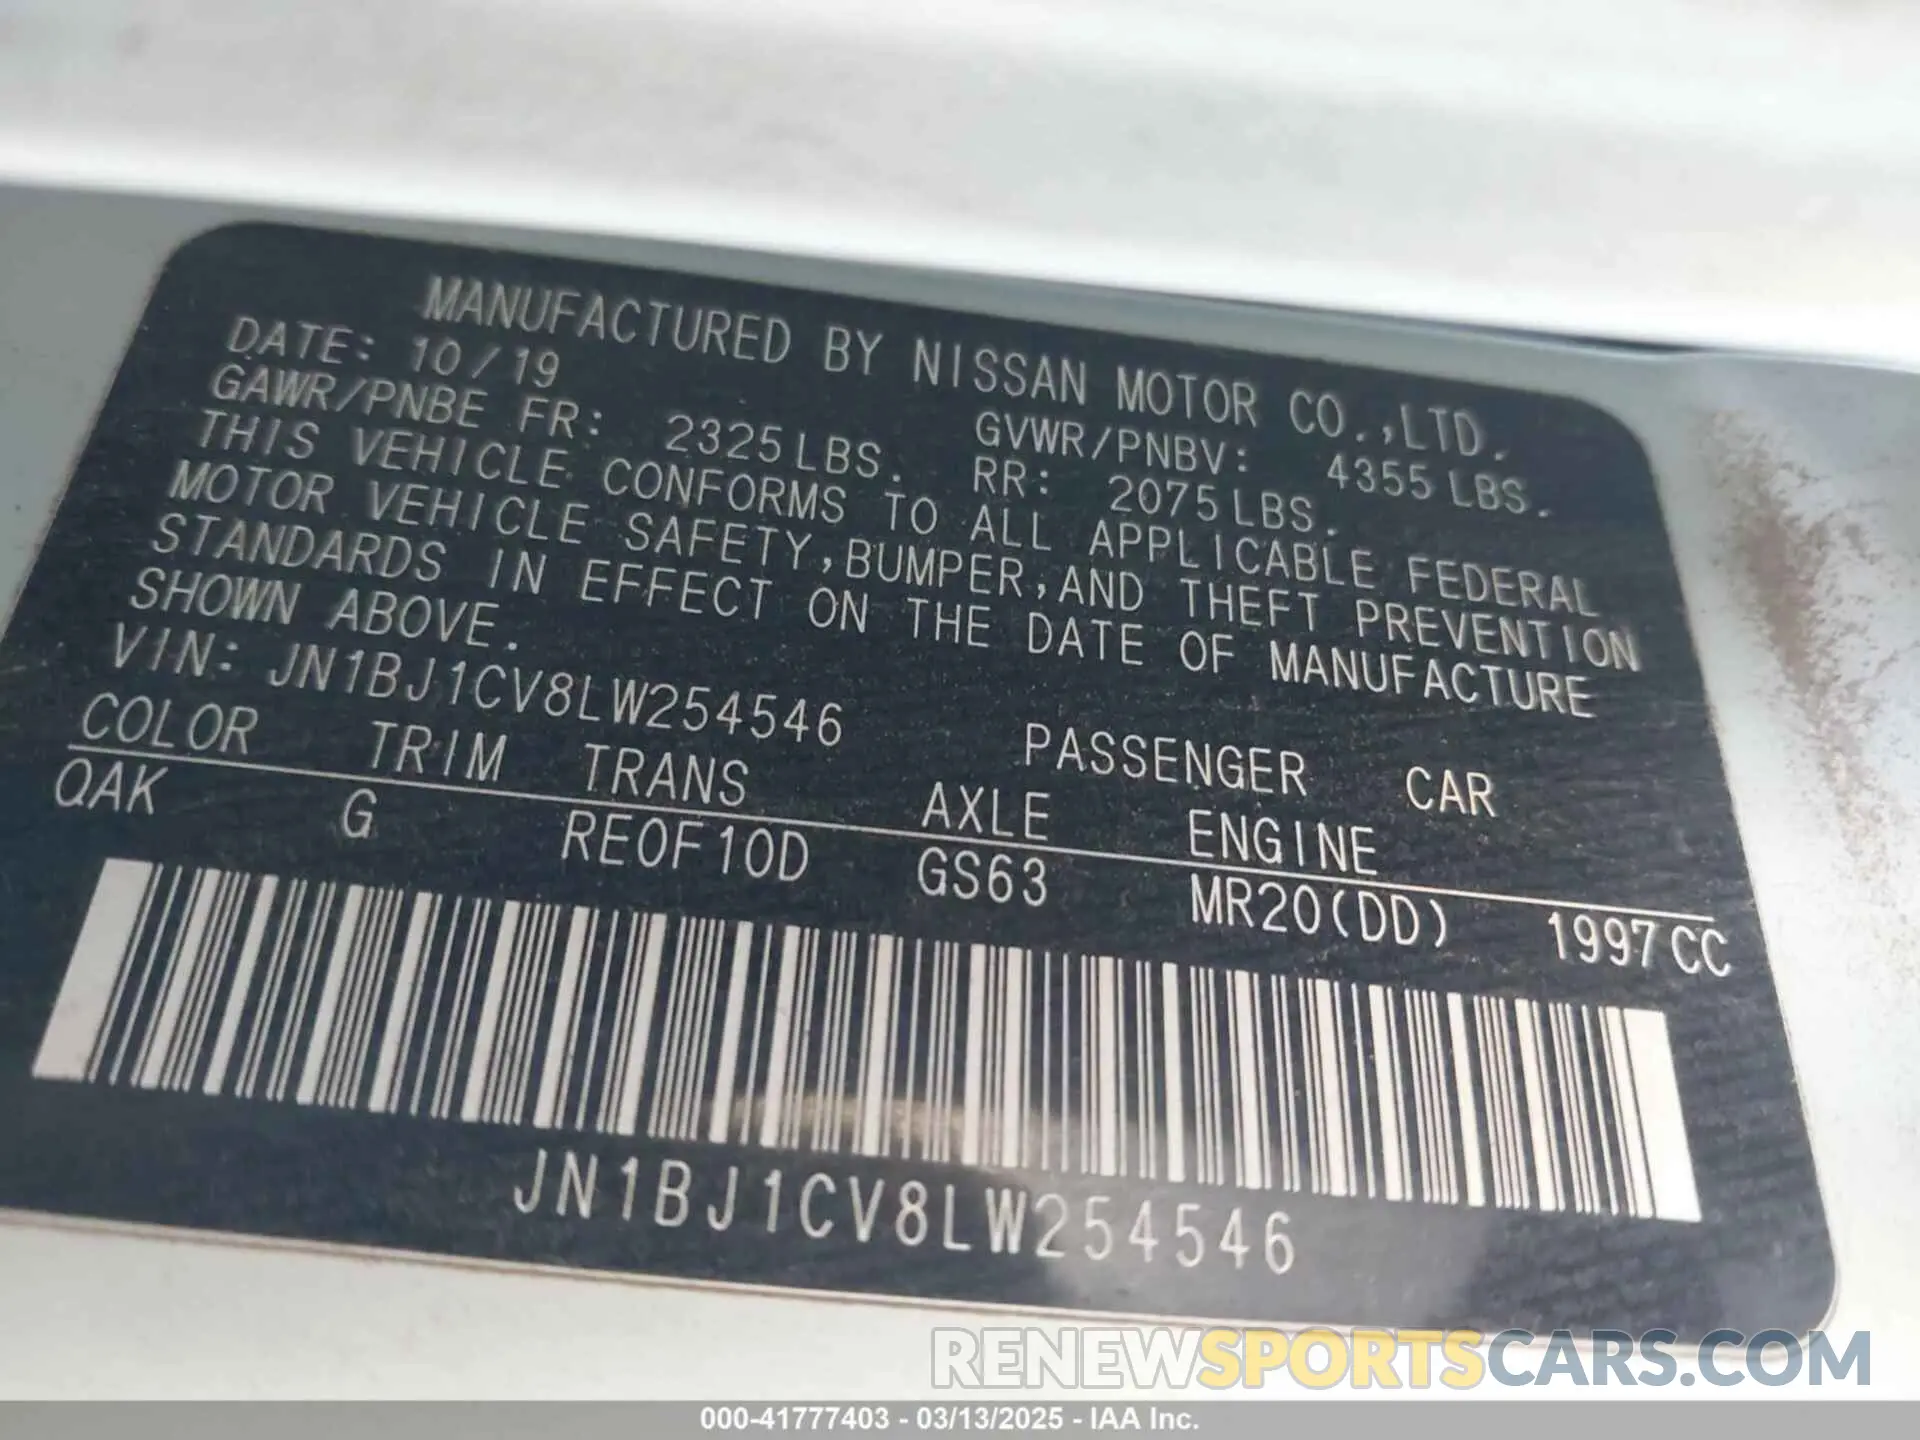 MANUFACTURED BY NISSAN MOTOR CO.,LTD.
DATE: 10/19 GVWR/PNBV: 4355 LBS.
GAWR/PNBE FR: 2325 LBS. RR: 2075 LBS.
THIS VEHICLE CONFORMS TO ALL APPLICABLE FEDERAL
MOTOR VEHICLE SAFETY,BUMPER,AND THEFT PREVENTION
STANDARDS IN EFFECT ON THE DATE OF MANUFACTURE
SHOWN ABOVE.
VIN: JN1BJ1CV8LW254546 PASSENGER CAR
COLOR TRIM TRANS AXLE ENGINE
QAK G RE0F10D GS63 MR20(DD) 1997 CC
JN1BJ1CV8LW254546
RENEWSPORTSCARS.COM
000-41777403 - 03/13/2025 - IAA Inc.